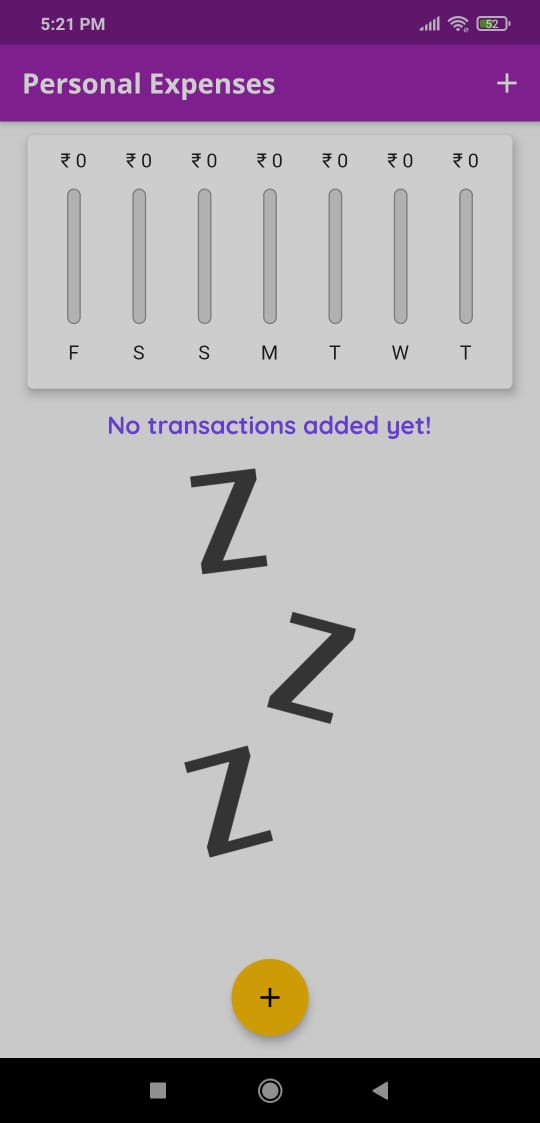 5:21 PM 52
Personal Expenses +
₹ 0 ₹ 0 ₹ 0 ₹ 0 ₹ 0 ₹ 0 ₹ 0
F S S M T W T
No transactions added yet!
Z
Z
Z
+